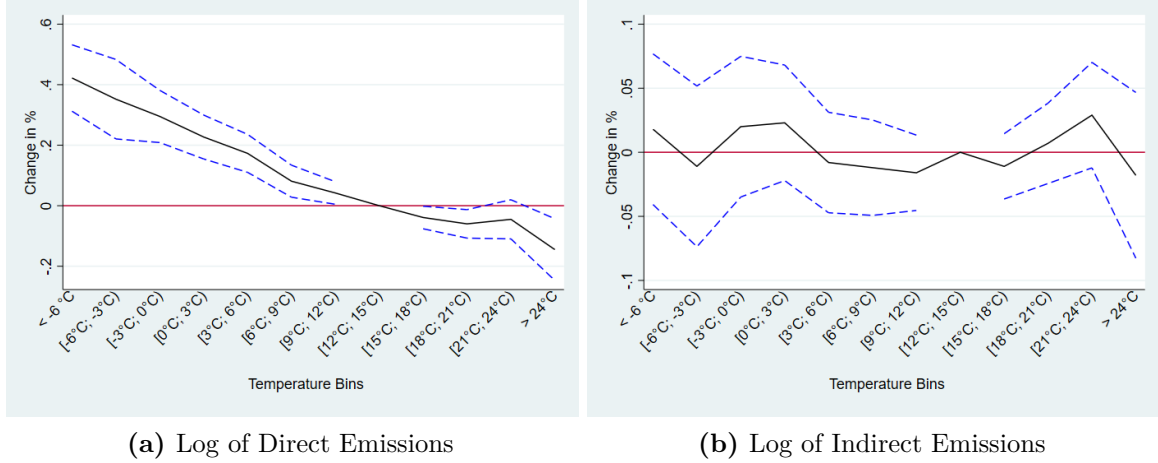 .6
.4
.2
0
-.2
Change in %
< -6 °C
[-6°C; -3°C)
[-3°C; 0°C)
[0°C; 3°C)
[3°C; 6°C)
[6°C; 9°C)
[9°C; 12°C)
[12°C; 15°C)
[15°C; 18°C)
[18°C; 21°C)
[21°C; 24°C)
> 24°C
Temperature Bins
(a) Log of Direct Emissions
.1
.05
0
-.05
-.1
Change in %
< -6 °C
[-6°C; -3°C)
[-3°C; 0°C)
[0°C; 3°C)
[3°C; 6°C)
[6°C; 9°C)
[9°C; 12°C)
[12°C; 15°C)
[15°C; 18°C)
[18°C; 21°C)
[21°C; 24°C)
> 24°C
Temperature Bins
(b) Log of Indirect Emissions